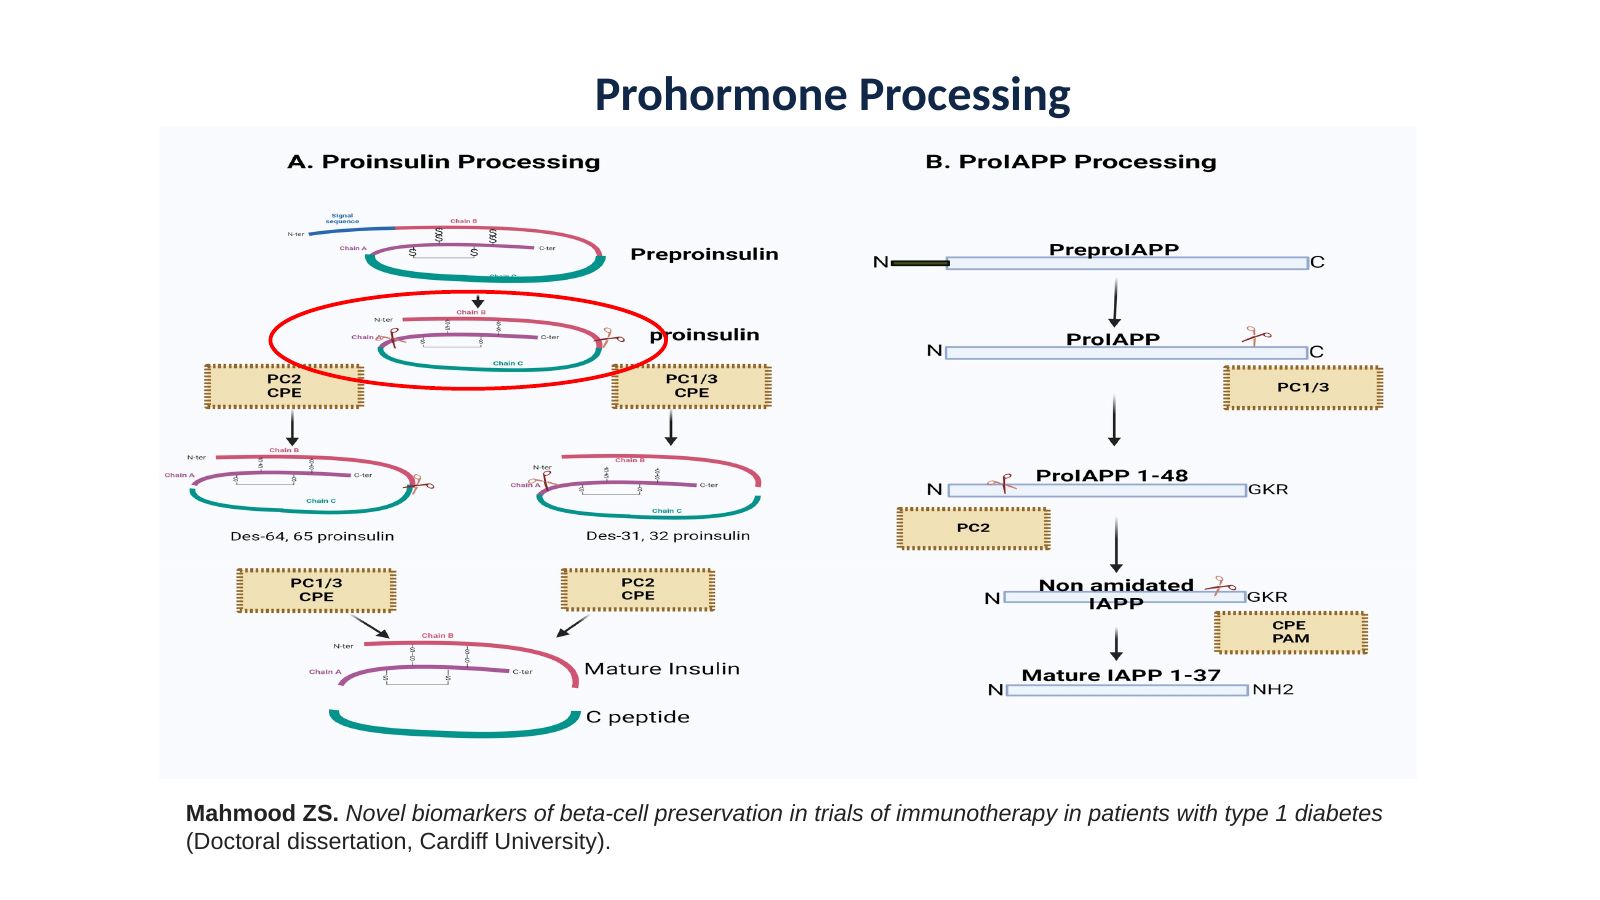 Prohormone Processing
A. Proinsulin Processing
Signal
sequence
N-ter
Chain B
S
S
S
S
Chain A
S
S
C-ter
Chain C
Preproinsulin
Chain B
N-ter
S
S
S
S
Chain A
S
S
C-ter
Chain C
proinsulin
PC2
CPE
PC1/3
CPE
Chain B
N-ter
S
S
S
S
Chain A
S
S
C-ter
Chain C
Des-64, 65 proinsulin
Chain B
N-ter
S
S
S
S
Chain A
S
S
C-ter
Chain C
Des-31, 32 proinsulin
PC1/3
CPE
PC2
CPE
Chain B
N-ter
S
S
S
S
Chain A
S
S
C-ter
Mature Insulin
C peptide
B. ProIAPP Processing
PreproIAPP
N
C
ProIAPP
N
C
PC1/3
ProIAPP 1-48
N
GKR
PC2
Non amidated
IAPP
N
GKR
CPE
PAM
Mature IAPP 1-37
N
NH2
Mahmood ZS. Novel biomarkers of beta-cell preservation in trials of immunotherapy in patients with type 1 diabetes
(Doctoral dissertation, Cardiff University).